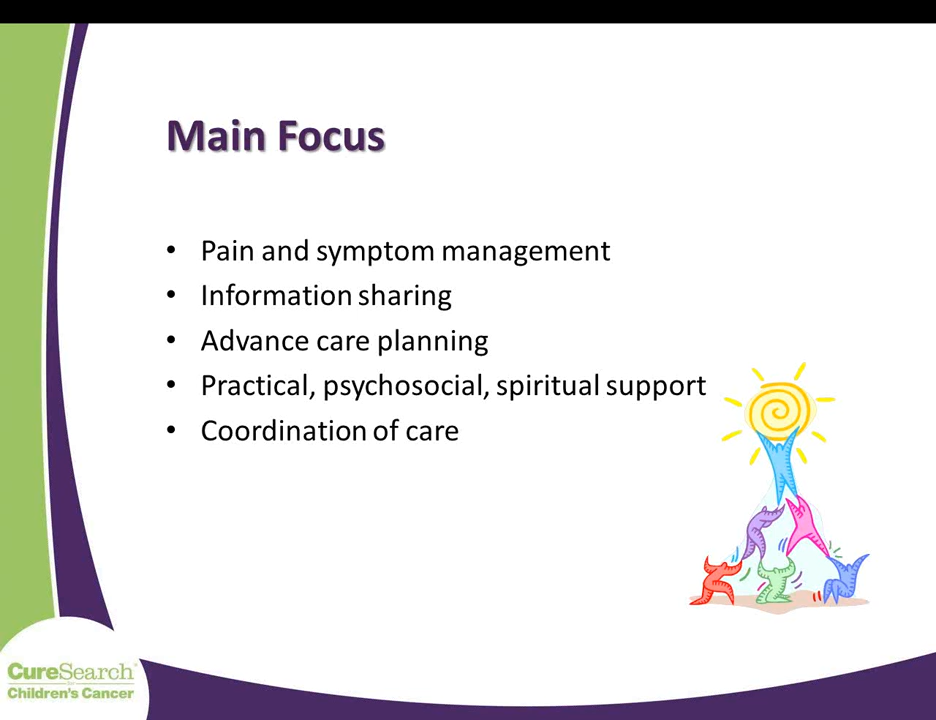 Main Focus
• Pain and symptom management
• Information sharing
• Advance care planning
• Practical, psychosocial, spiritual support
• Coordination of care
CureSearch
Children's Cancer